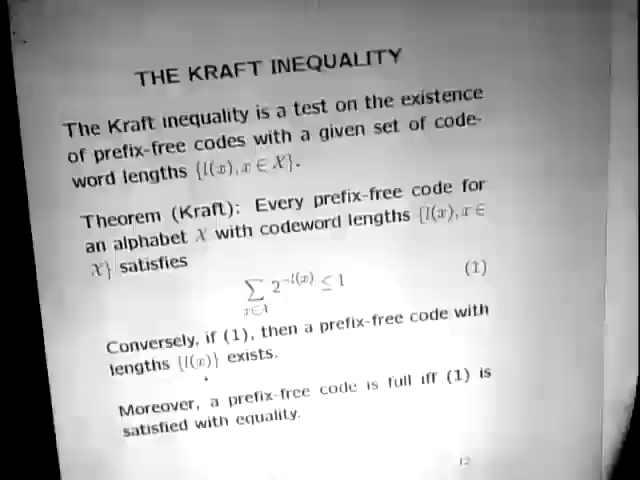 THE KRAFT INEQUALITY
The Kraft inequality is a test on the existence
of prefix-free codes with a given set of code-
word lengths {l(x), x ∈ X}.
Theorem (Kraft): Every prefix-free code for
an alphabet X with codeword lengths {l(x), x ∈
X} satisfies
∑ 2^{-l(x)} ≤ 1 (1)
x∈X
Conversely, if (1), then a prefix-free code with
lengths {l(x)} exists.
Moreover, a prefix-free code is full iff (1) is
satisfied with equality.
12